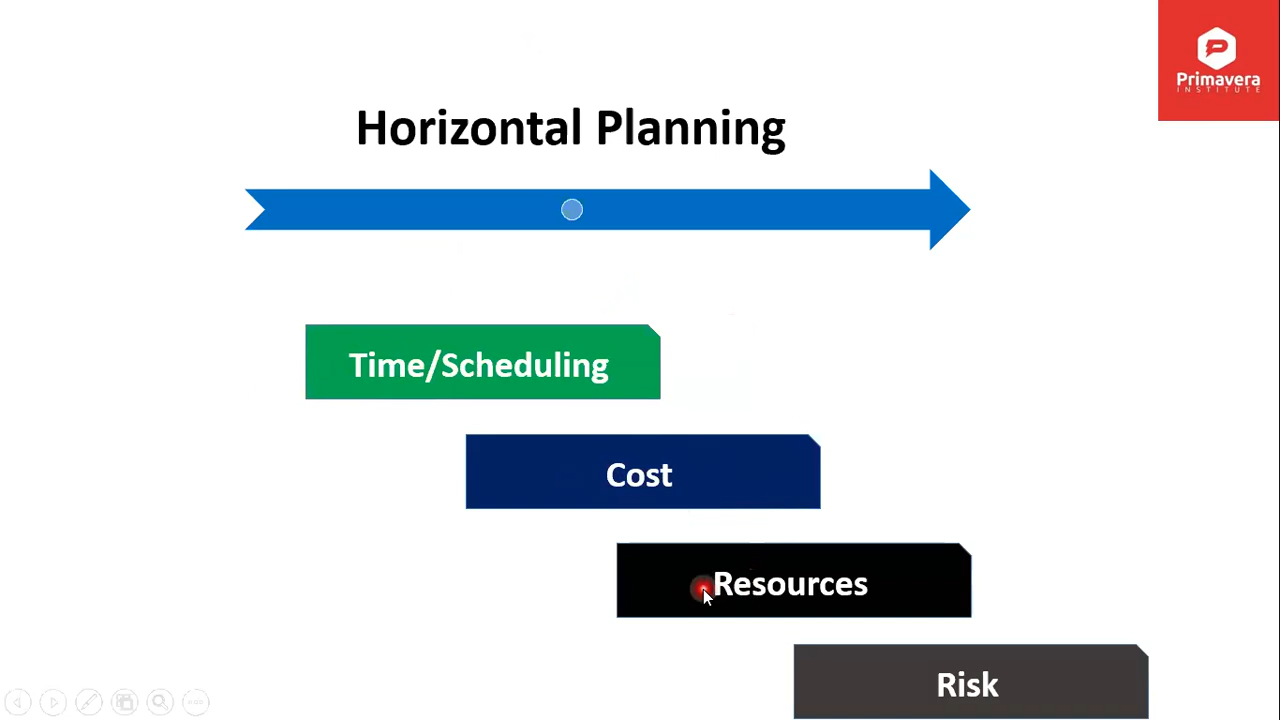 Primavera
INSTITUTE
Horizontal Planning
Time/Scheduling
Cost
Resources
Risk